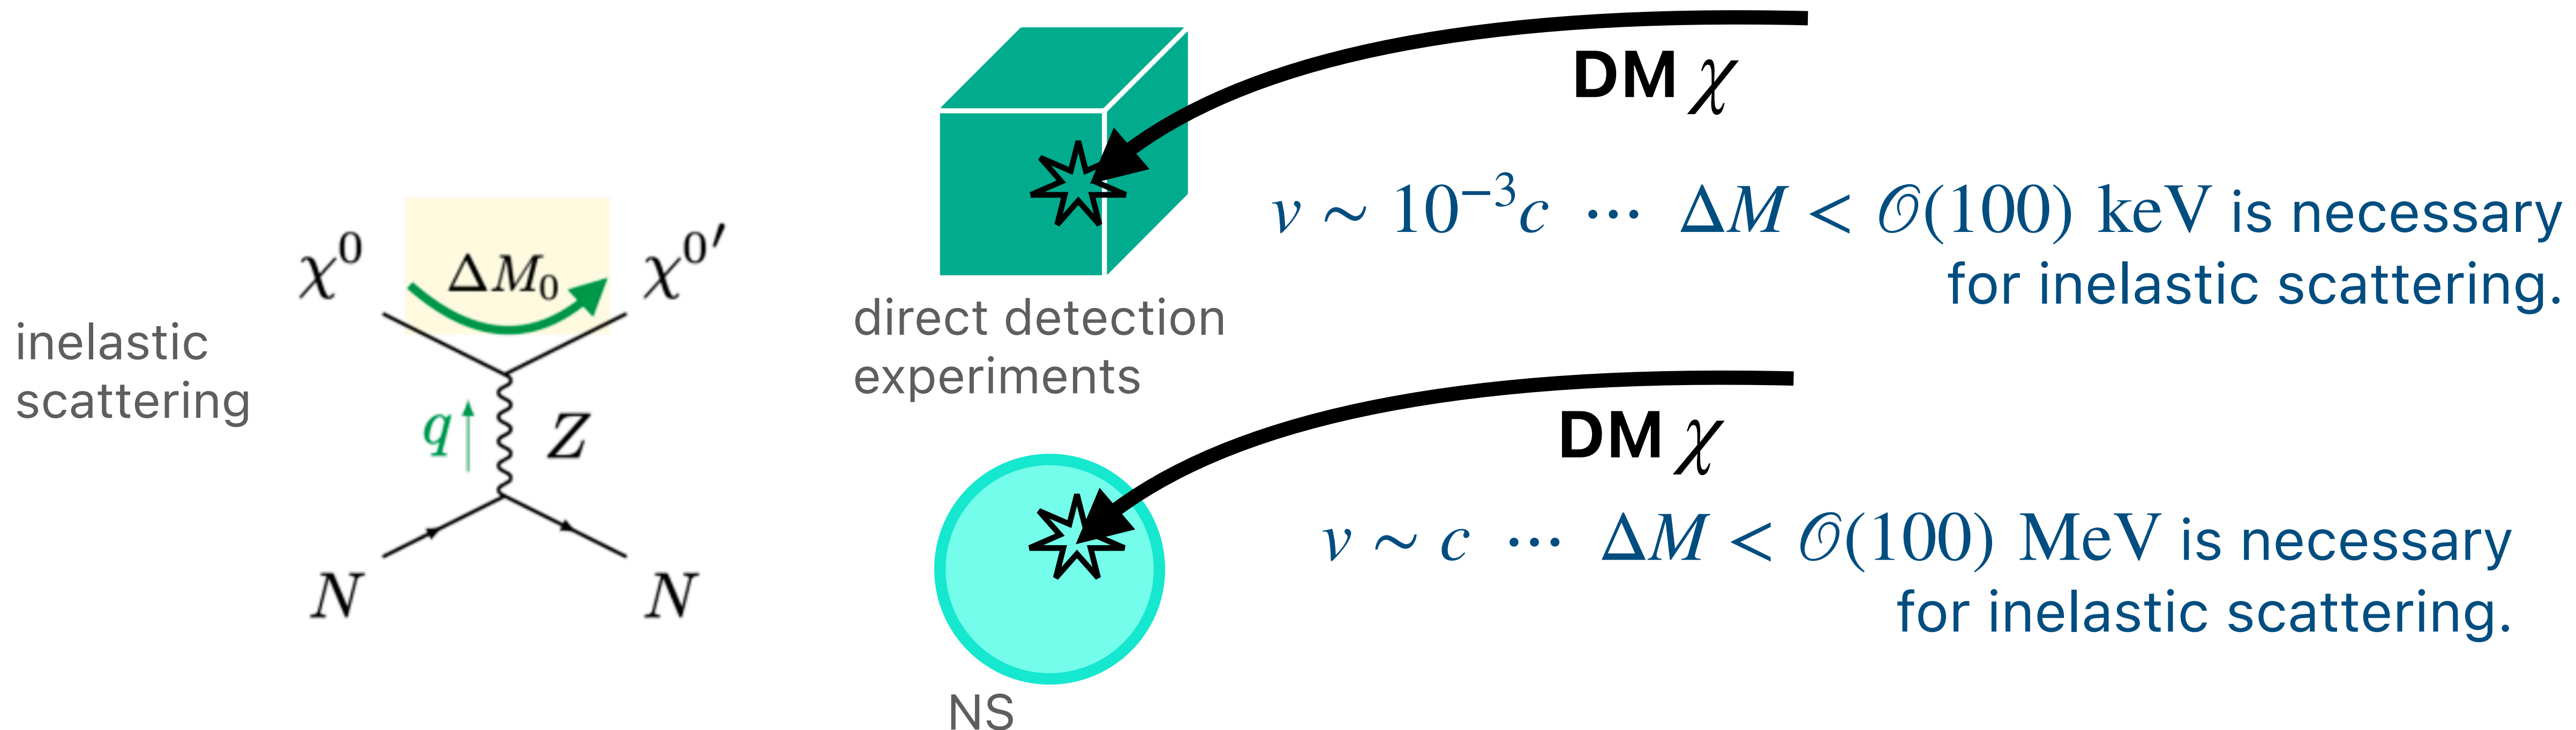 inelastic
scattering
χ⁰ ΔM₀ χ⁰′
q Z
N N
DM χ
v ∼ 10⁻³c ⋯ ΔM < 𝒪(100) keV is necessary
for inelastic scattering.
direct detection
experiments
DM χ
v ∼ c ⋯ ΔM < 𝒪(100) MeV is necessary
for inelastic scattering.
NS